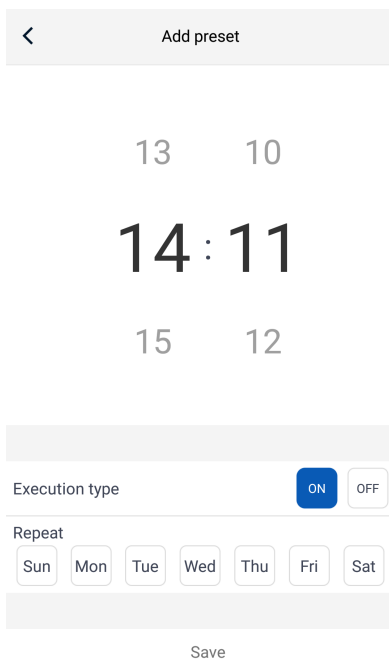 Add preset
13 10
14 : 11
15 12
Execution type ON OFF
Repeat
Sun Mon Tue Wed Thu Fri Sat
Save